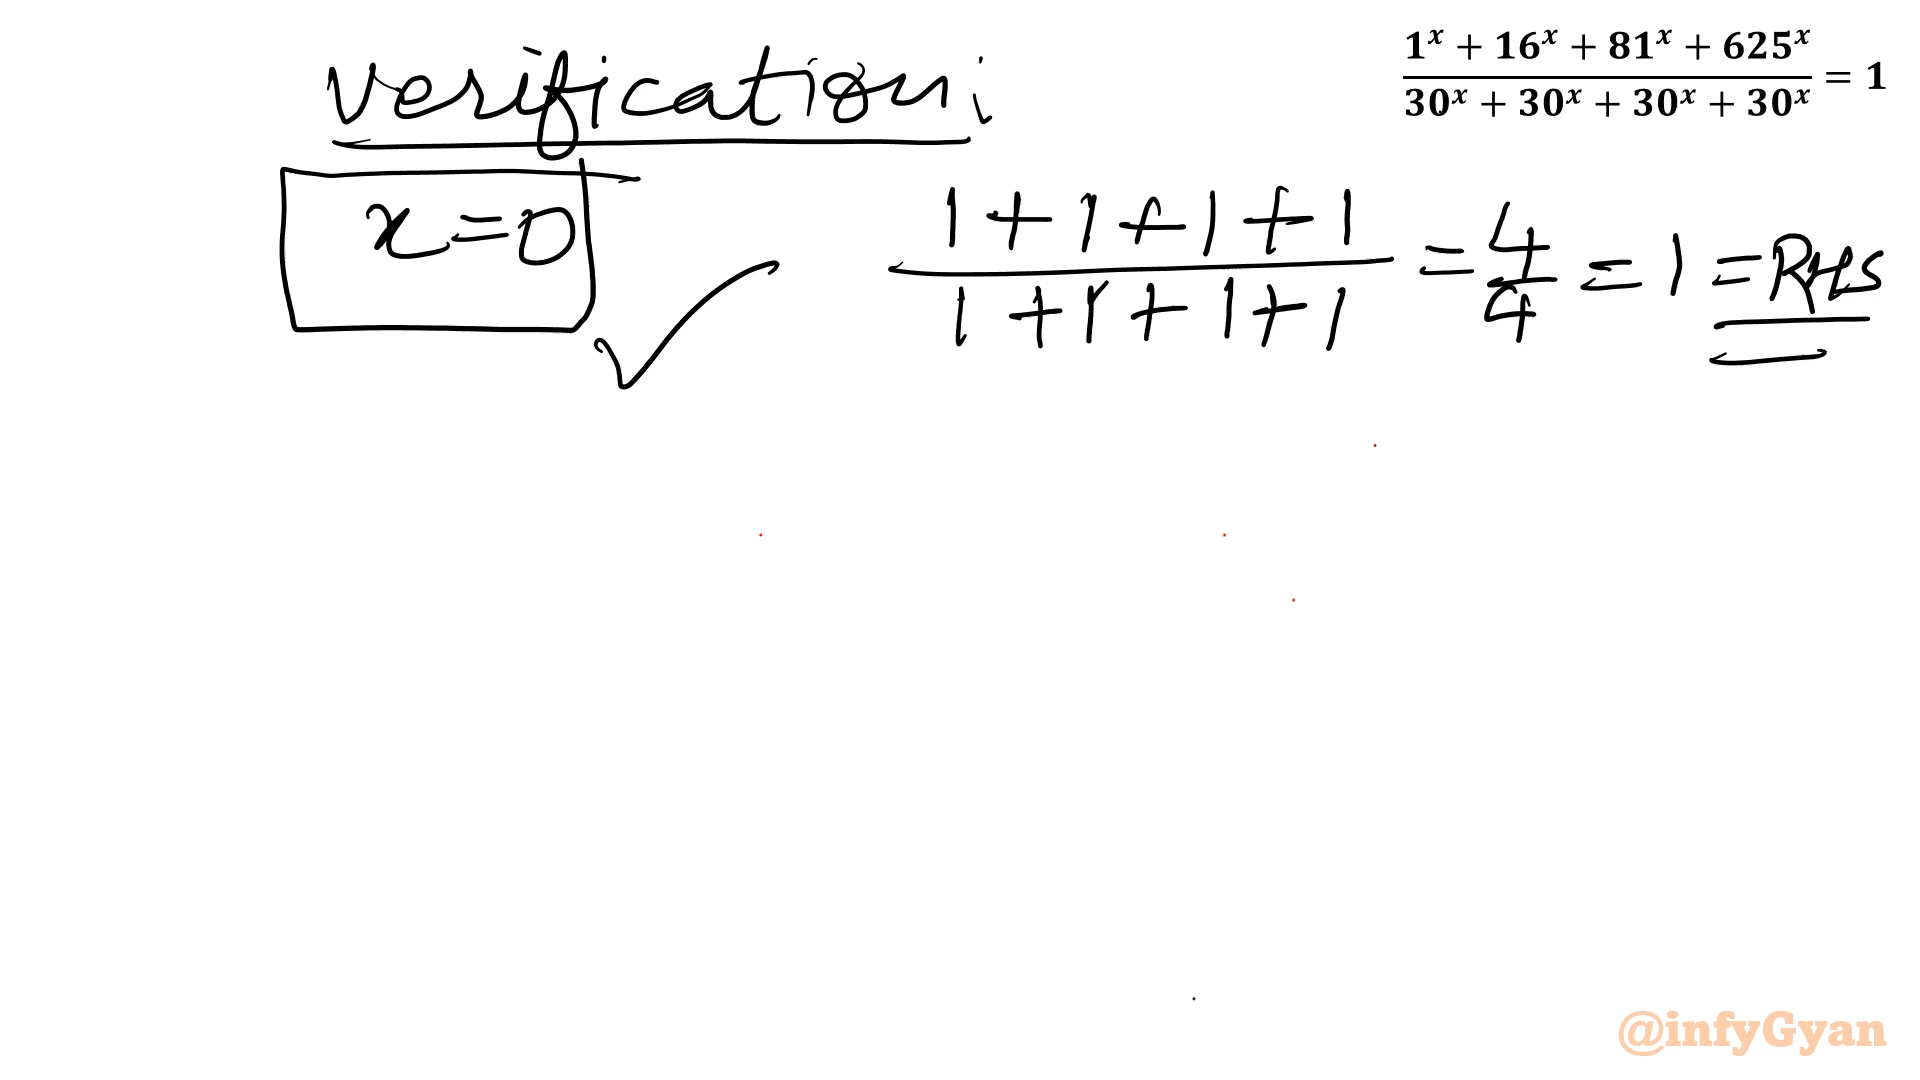 verification:
1^x + 16^x + 81^x + 625^x / 30^x + 30^x + 30^x + 30^x = 1
x=0
1+1+1+1 / 1+1+1+1 = 4/4 = 1 = RHS
@infyGyan